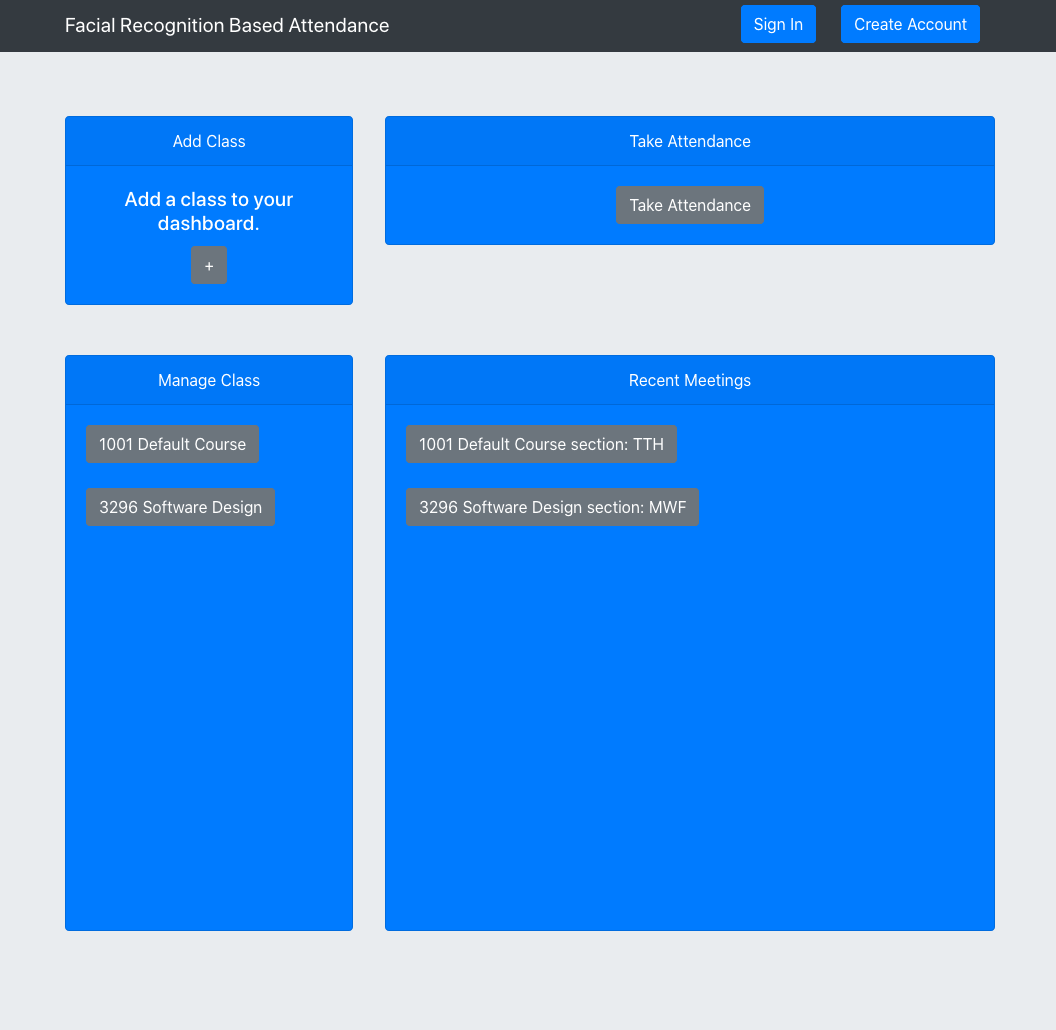 Facial Recognition Based Attendance
Sign In
Create Account
Add Class
Add a class to your
dashboard.
+
Take Attendance
Take Attendance
Manage Class
1001 Default Course
3296 Software Design
Recent Meetings
1001 Default Course section: TTH
3296 Software Design section: MWF